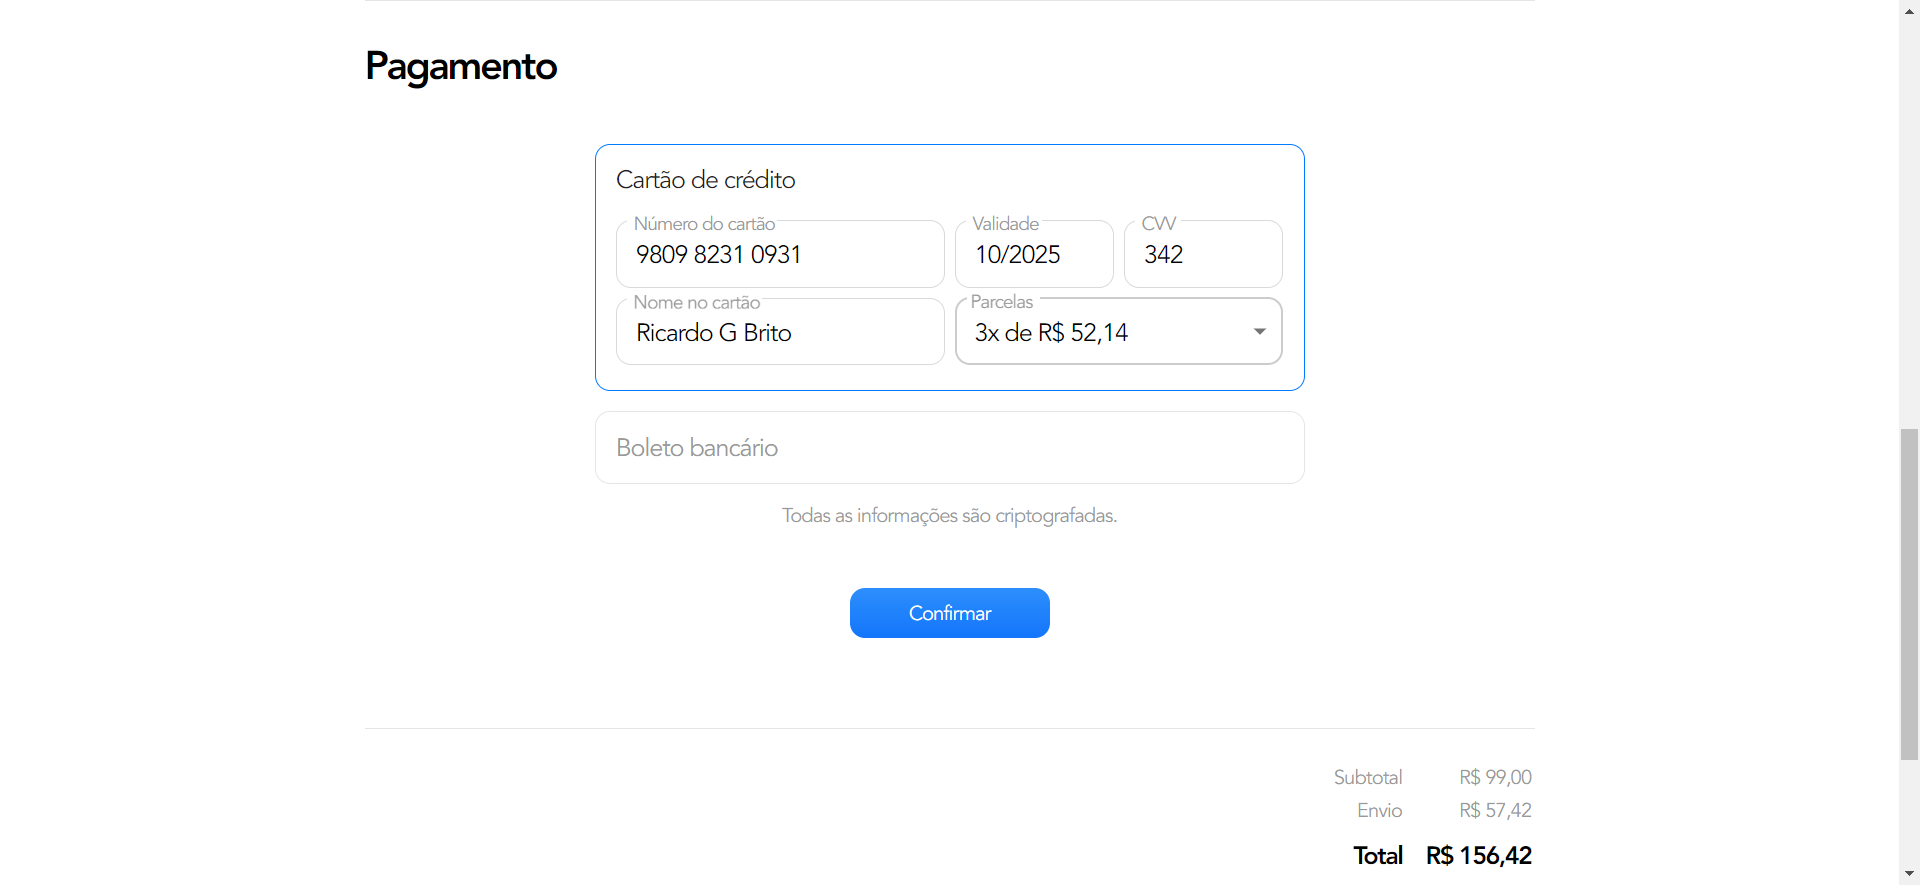 Pagamento
Cartão de crédito
Número do cartão
9809 8231 0931
Validade
10/2025
CVV
342
Nome no cartão
Ricardo G Brito
Parcelas
3x de R$ 52,14
Boleto bancário
Todas as informações são criptografadas.
Confirmar
Subtotal R$ 99,00
Envio R$ 57,42
Total R$ 156,42